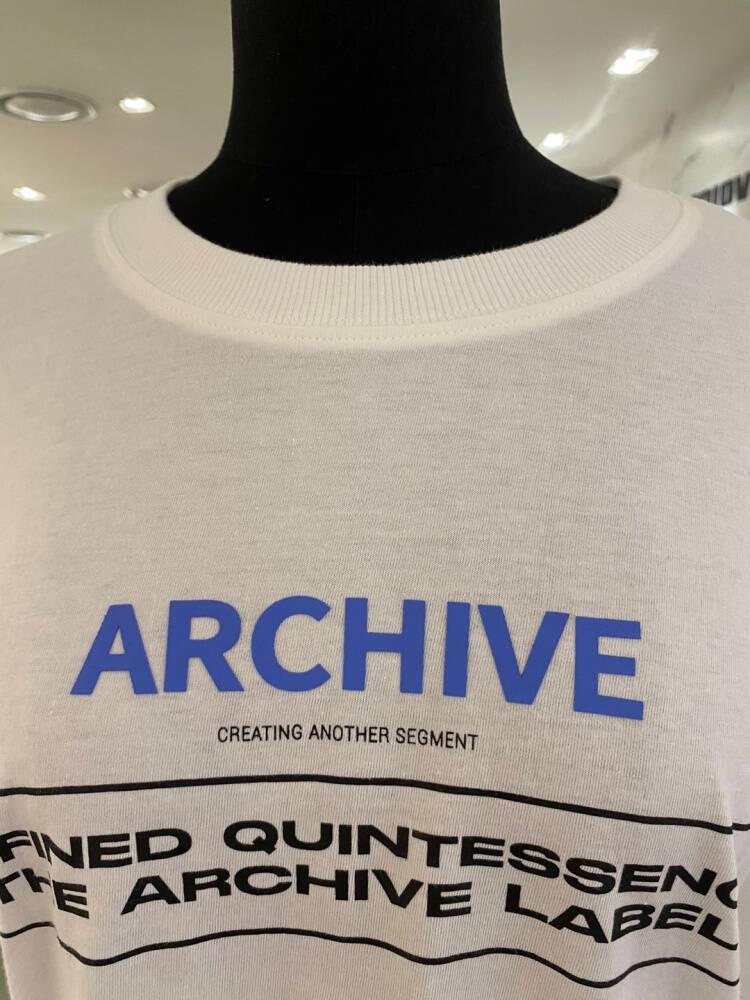 ARCHIVE
CREATING ANOTHER SEGMENT
FINED QUINTESSENC
THE ARCHIVE LABEL